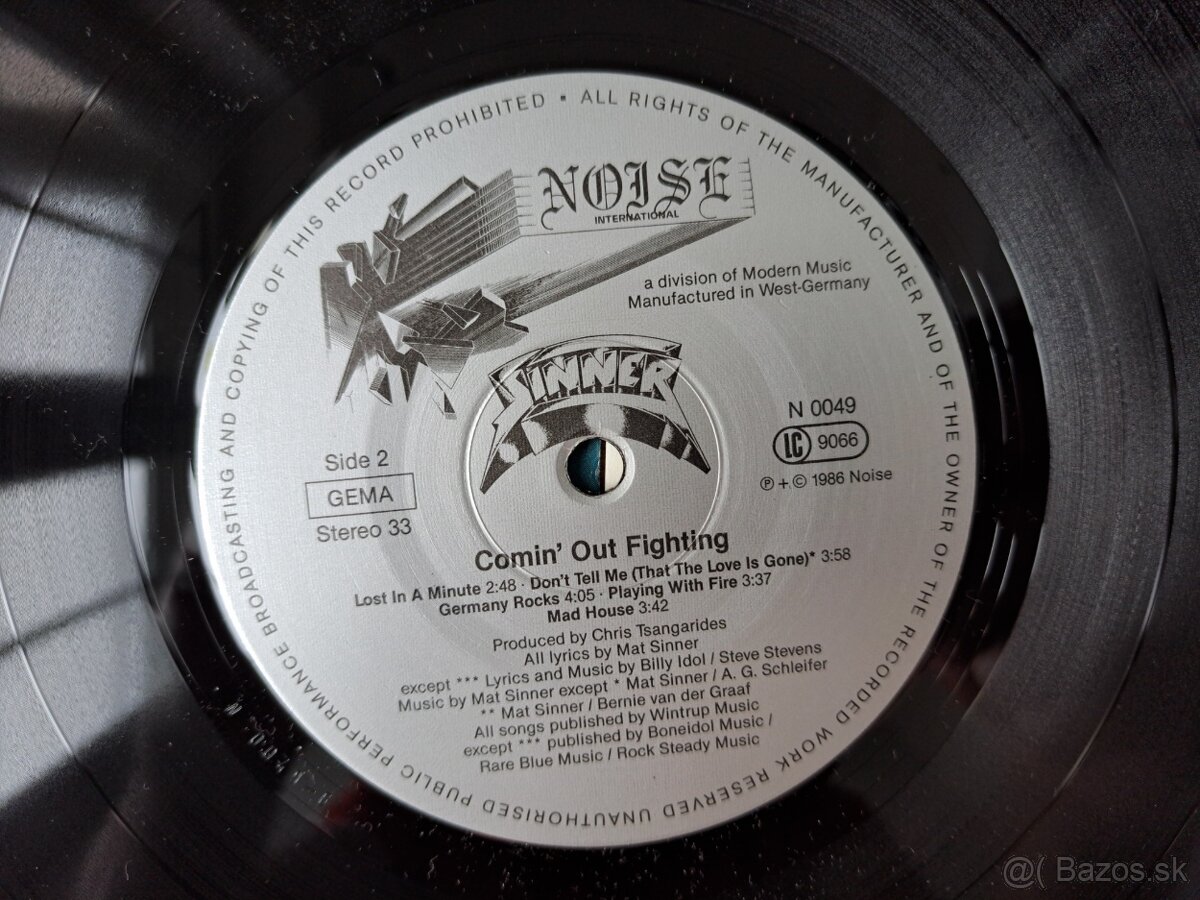 ALL RIGHTS OF THE MANUFACTURER AND OF THE OWNER OF THE RECORDED WORK RESERVED UNAUTHORISED PUBLIC PERFORMANCE BROADCASTING AND COPYING OF THIS RECORD PROHIBITED ▪
NOISE
INTERNATIONAL
a division of Modern Music
Manufactured in West-Germany
SINNER
N 0049
LC 9066
℗ + © 1986 Noise
Side 2
GEMA
Stereo 33
Comin' Out Fighting
Lost In A Minute 2:48 · Don't Tell Me (That The Love Is Gone)* 3:58
Germany Rocks 4:05 · Playing With Fire 3:37
Mad House 3:42
Produced by Chris Tsangarides
All lyrics by Mat Sinner
except *** Lyrics and Music by Billy Idol / Steve Stevens
Music by Mat Sinner except * Mat Sinner / A. G. Schleifer
** Mat Sinner / Bernie van der Graaf
All songs published by Wintrup Music
except *** published by Boneidol Music /
Rare Blue Music / Rock Steady Music
@( Bazos.sk